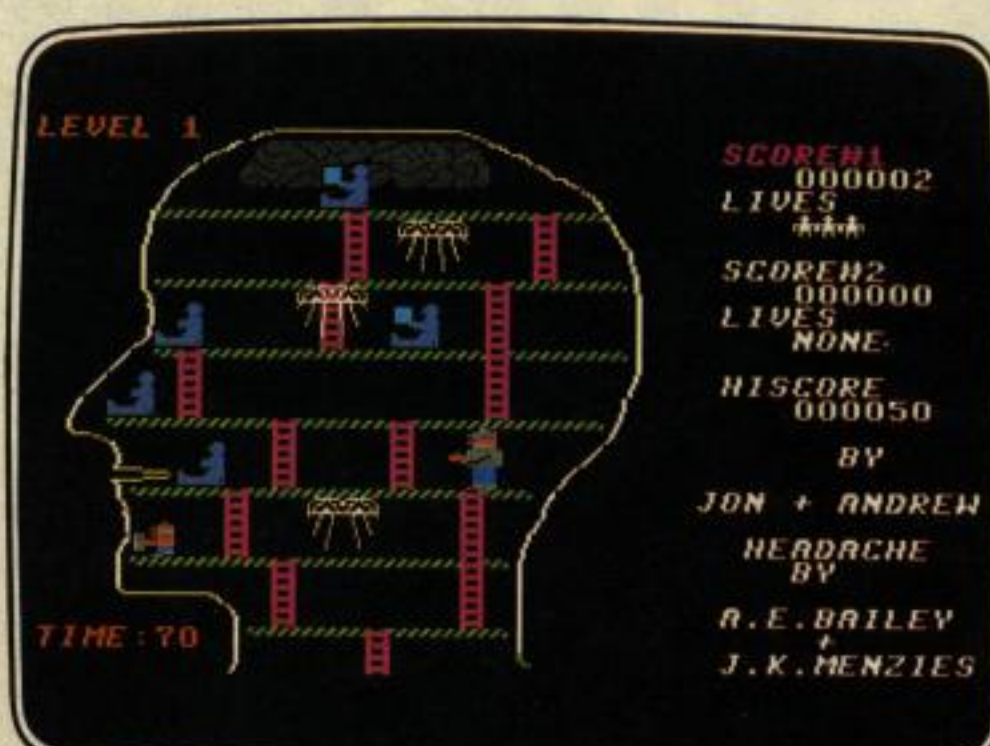 LEVEL 1
SCORE#1
000002
LIVES
SCORE#2
000000
LIVES
NONE
HISCORE
000050
BY
JON + ANDREW
HEADACHE
BY
A.E.BAILEY
+
J.K.MENZIES
TIME:70